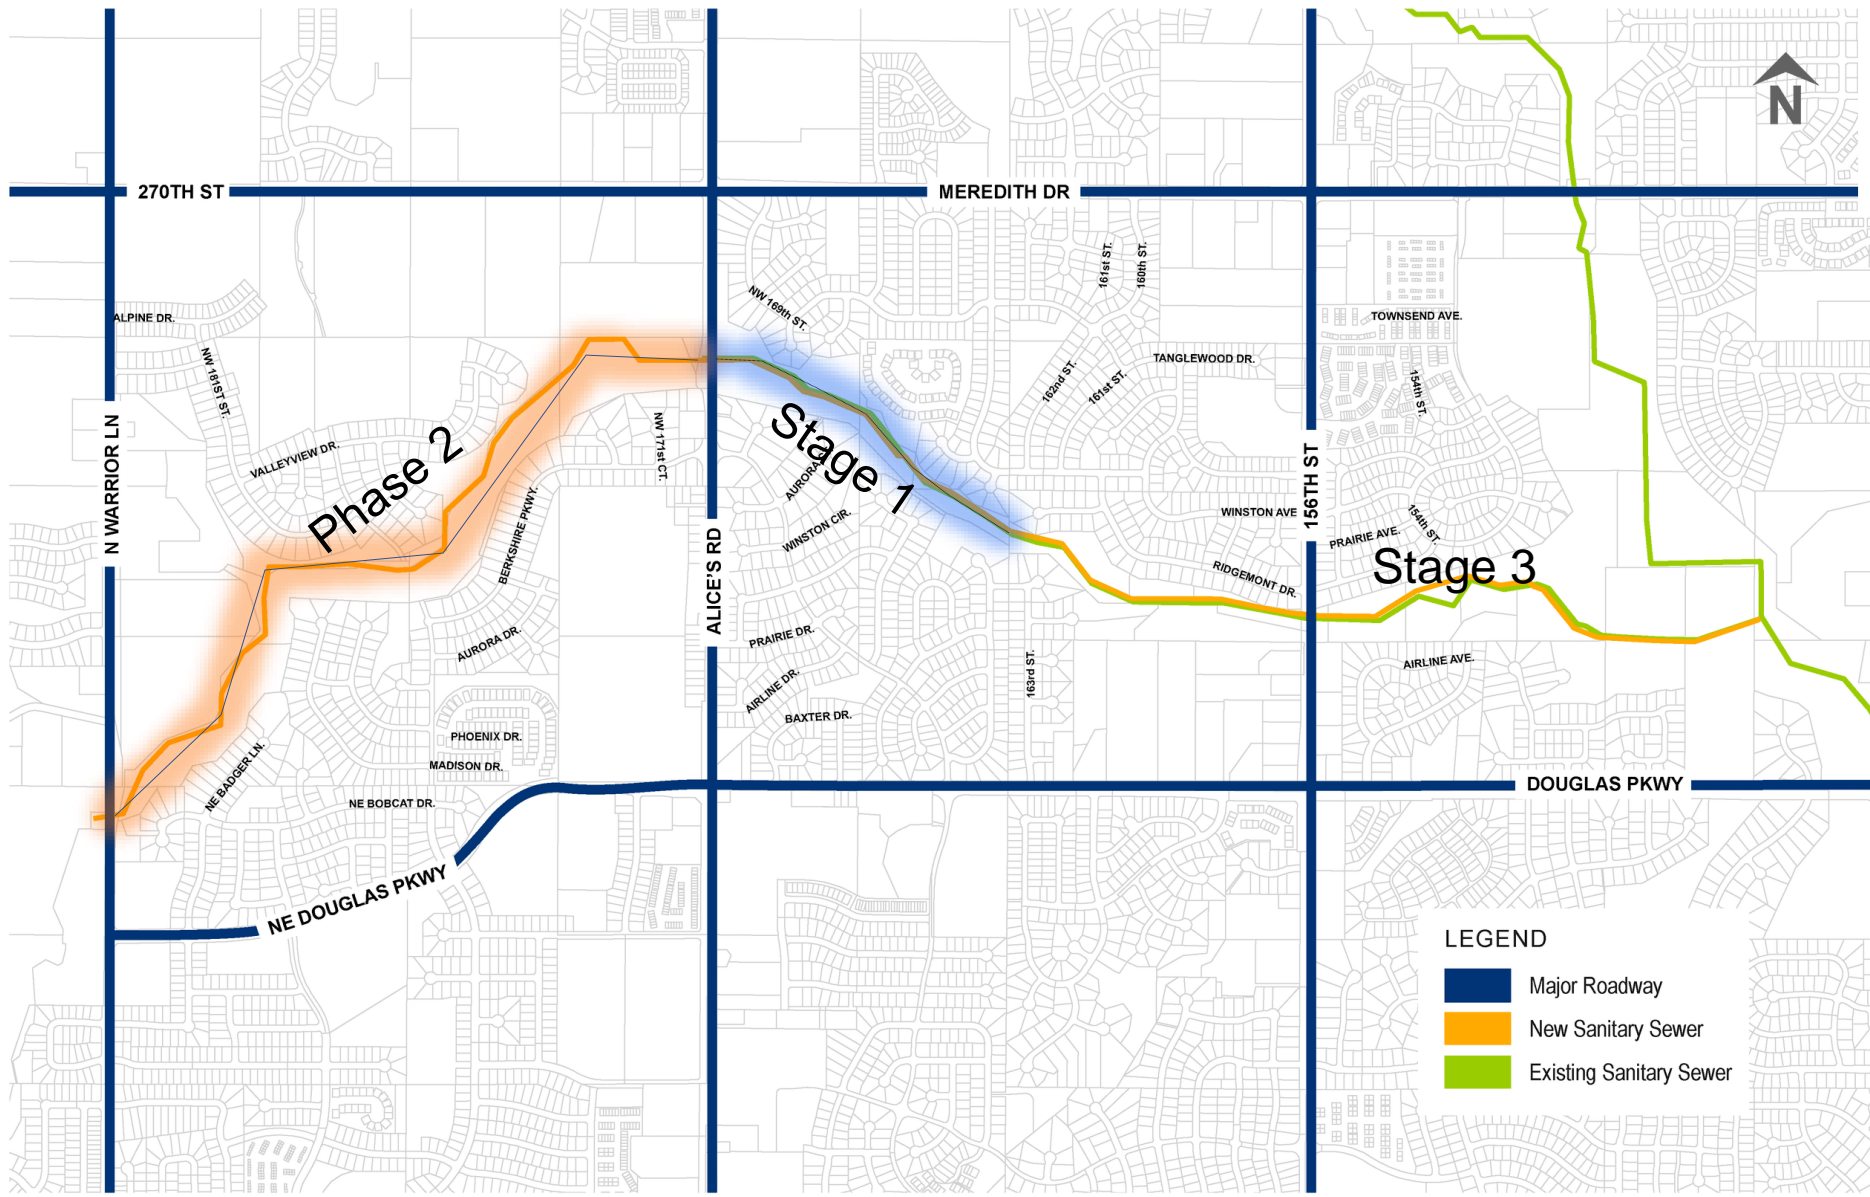 N
270TH ST
MEREDITH DR
161st ST.
160th ST.
NW 169th ST.
ALPINE DR.
TOWNSEND AVE.
NW 181ST ST.
TANGLEWOOD DR.
162nd ST.
161st ST.
154th ST.
N WARRIOR LN
VALLEYVIEW DR.
Phase 2
NW 171st CT.
Stage 1
AURORA
WINSTON CIR.
BERKSHIRE PKWY.
ALICE'S RD
WINSTON AVE
156TH ST
154th ST.
PRAIRIE AVE.
Stage 3
RIDGEMONT DR.
AURORA DR.
PRAIRIE DR.
163rd ST.
AIRLINE AVE.
AIRLINE DR.
BAXTER DR.
PHOENIX DR.
MADISON DR.
NE BADGER LN.
NE BOBCAT DR.
DOUGLAS PKWY
NE DOUGLAS PKWY
LEGEND
Major Roadway
New Sanitary Sewer
Existing Sanitary Sewer